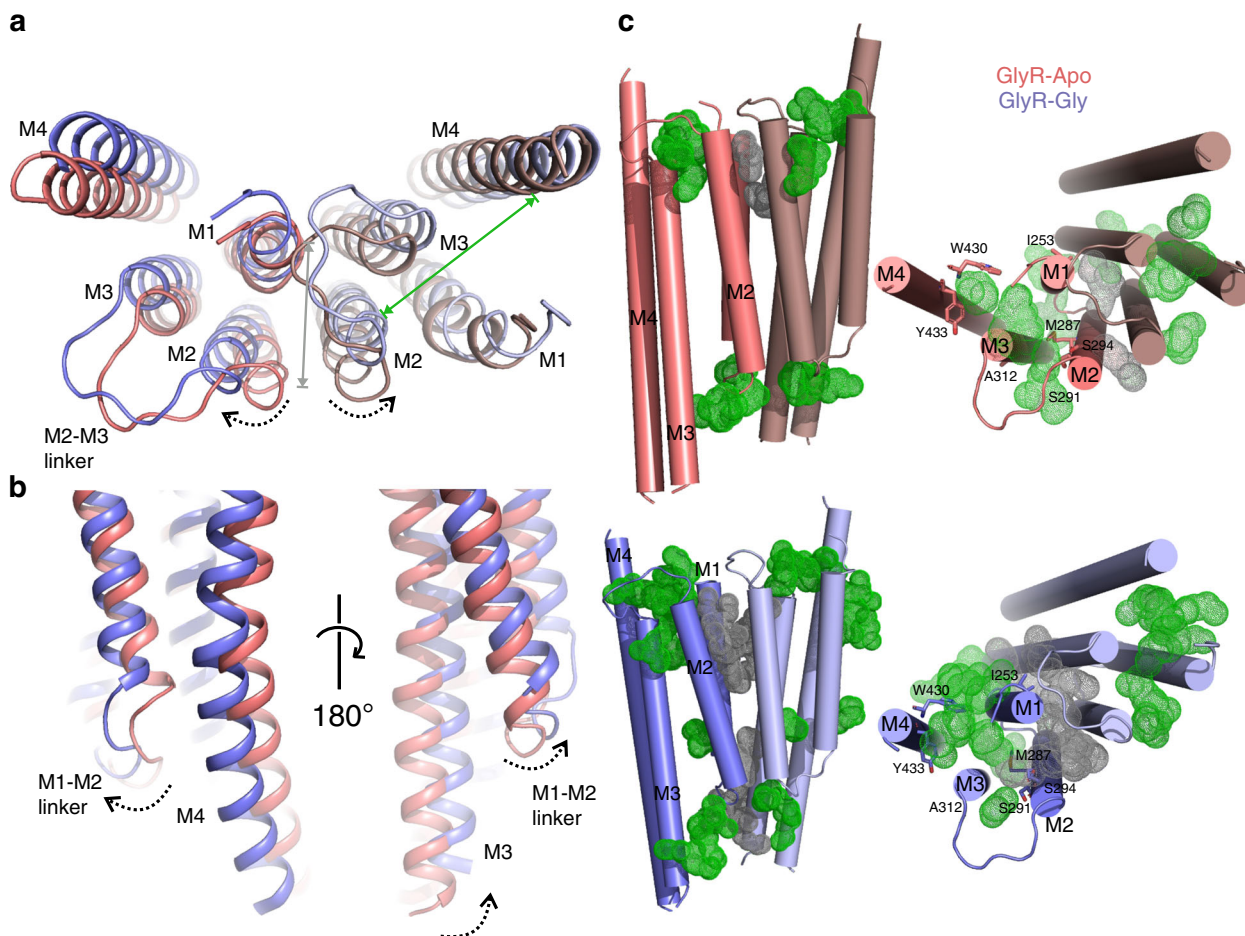 a
M4
M1
M4
M3
M3
M2
M2
M1
M2-M3
linker
b
M1-M2
linker
M4
180°
M3
M1-M2
linker
c
GlyR-Apo
GlyR-Gly
M2
M4
M3
W430
I253
M4
M1
Y433
M287
M3
S294
A312
M2
S291
M4
M1
M2
M3
W430
I253
M4
M1
Y433
M287
M3
S294
A312
S291
M2